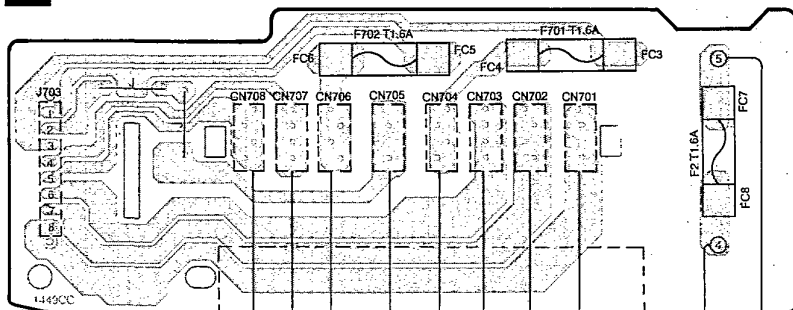 F702 T1.6A
F701 T1.6A
FC6
FC5
FC4
FC3
5
J703
CN708
CN707
CN706
CN705
CN704
CN703
CN702
CN701
FC7
1
2
3
4
5
6
7
8
F2 T1.6A
FC8
4
1449CC